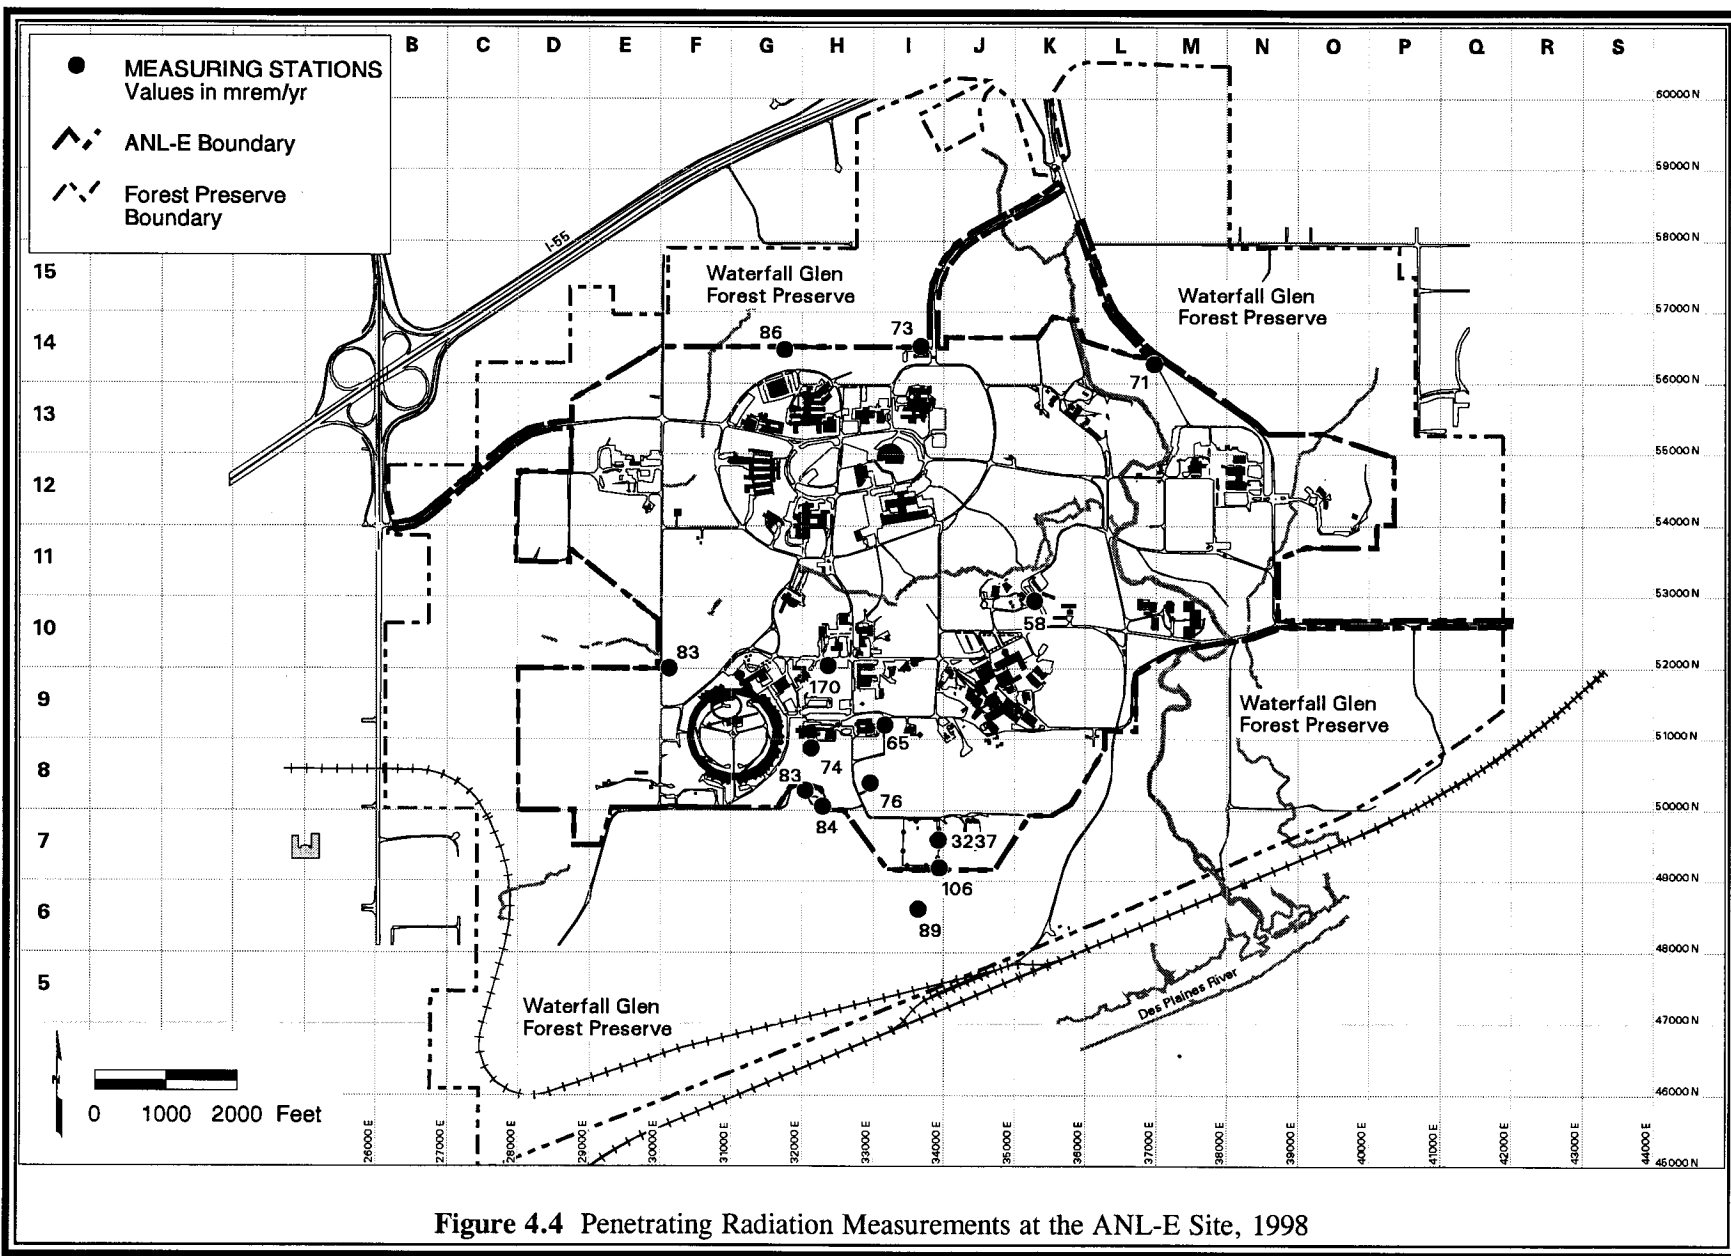 B C D E F G H I J K L M N O P Q R S
MEASURING STATIONS
Values in mrem/yr
ANL-E Boundary
Forest Preserve
Boundary
60000 N
59000 N
58000 N
57000 N
56000 N
55000 N
54000 N
53000 N
52000 N
51000 N
50000 N
48000 N
48000 N
47000 N
46000 N
45000 N
15
14
13
12
11
10
9
8
7
6
5
I-55
Waterfall Glen
Forest Preserve
Waterfall Glen
Forest Preserve
86
73
71
58
83
170
65
74
83
76
84
3237
106
89
Waterfall Glen
Forest Preserve
Waterfall Glen
Forest Preserve
Des Plaines River
N
0 1000 2000 Feet
26000 E
27000 E
28000 E
29000 E
30000 E
31000 E
32000 E
33000 E
34000 E
35000 E
36000 E
37000 E
38000 E
39000 E
40000 E
41000 E
42000 E
43000 E
44000 E
Figure 4.4 Penetrating Radiation Measurements at the ANL-E Site, 1998